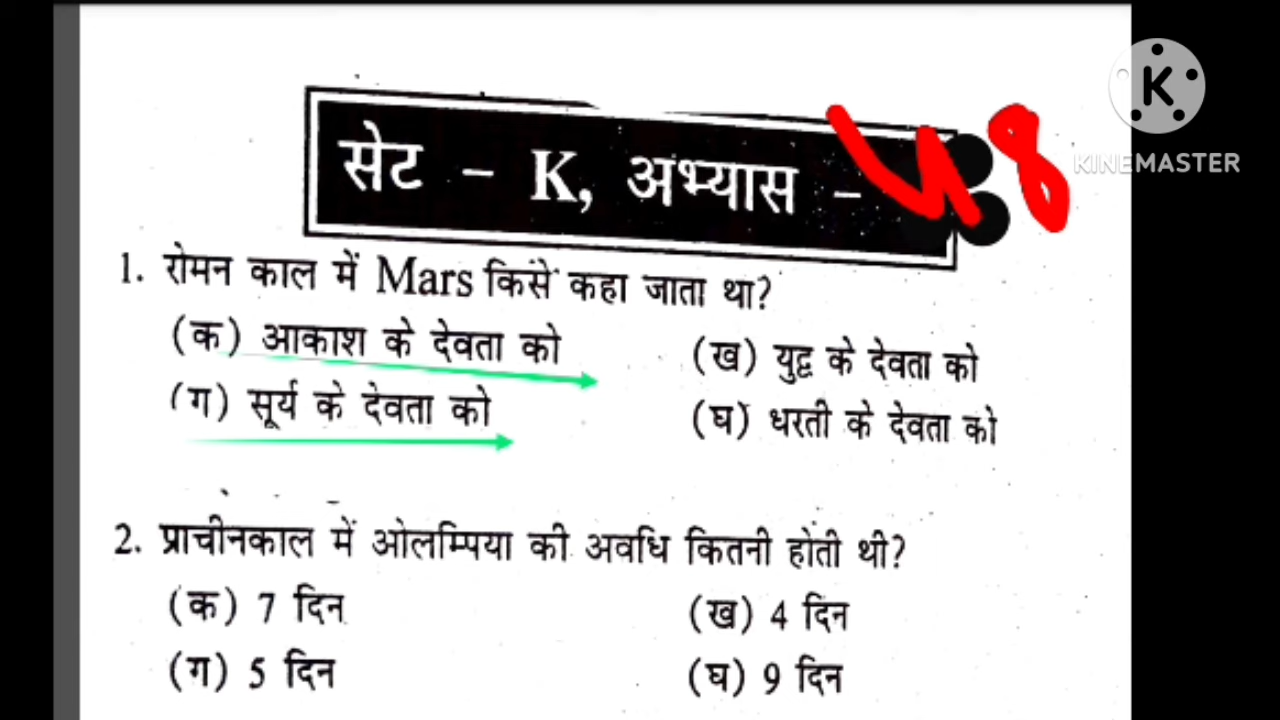 K
KINEMASTER
सेट - K, अभ्यास - 48
1. रोमन काल में Mars किसे कहा जाता था?
(क) आकाश के देवता को (ख) युद्व के देवता को
(ग) सूर्य के देवता को (घ) धरती के देवता को
2. प्राचीनकाल में ओलम्पिया की अवधि कितनी होती थी?
(क) 7 दिन (ख) 4 दिन
(ग) 5 दिन (घ) 9 दिन